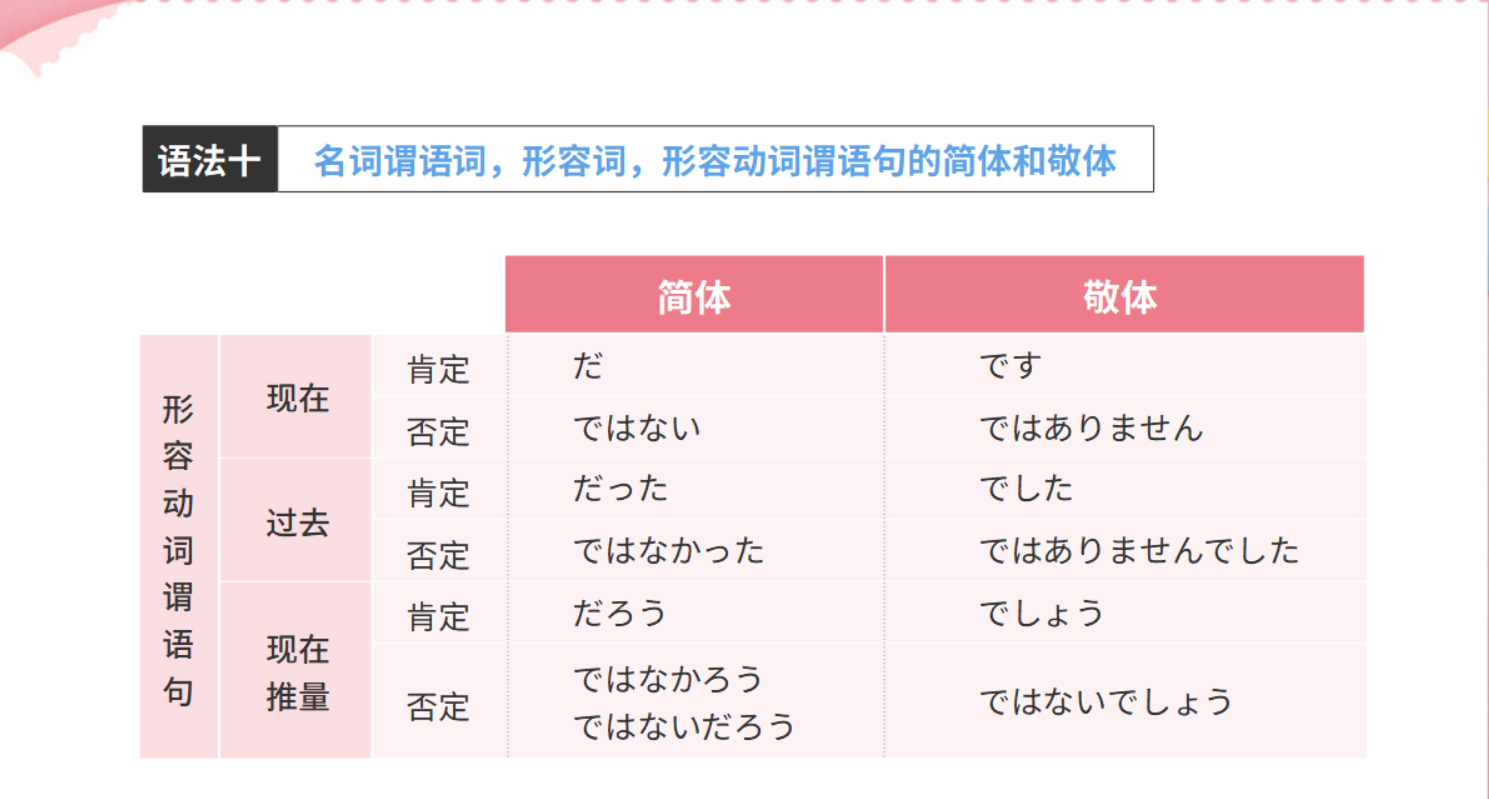 语法十 名词谓语词，形容词，形容动词谓语句的简体和敬体
简体 敬体
形容动词谓语句
现在
肯定 だ です
否定 ではない ではありません
过去
肯定 だった でした
否定 ではなかった ではありませんでした
现在
推量
肯定 だろう でしょう
否定 ではなかろう
ではないだろう
ではないでしょう